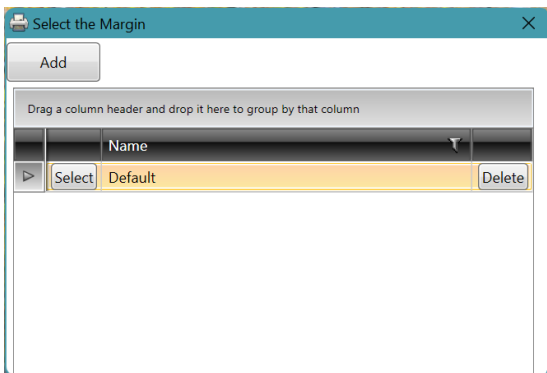 Select the Margin
Add
Drag a column header and drop it here to group by that column
Name
Select Default Delete